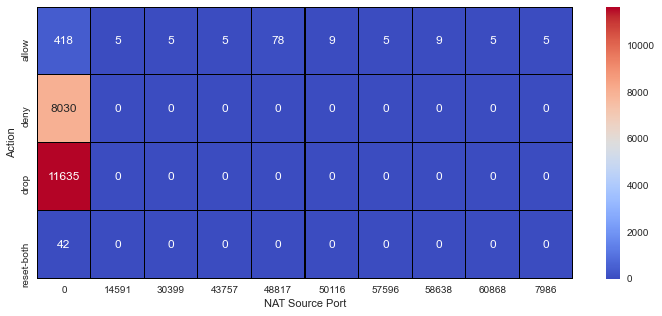 allow 418 5 5 5 78 9 5 9 5 5
deny 8030 0 0 0 0 0 0 0 0 0
drop 11635 0 0 0 0 0 0 0 0 0
reset-both 42 0 0 0 0 0 0 0 0 0
Action
0 14591 30399 43757 48817 50116 57596 58638 60868 7986
NAT Source Port
10000
8000
6000
4000
2000
0